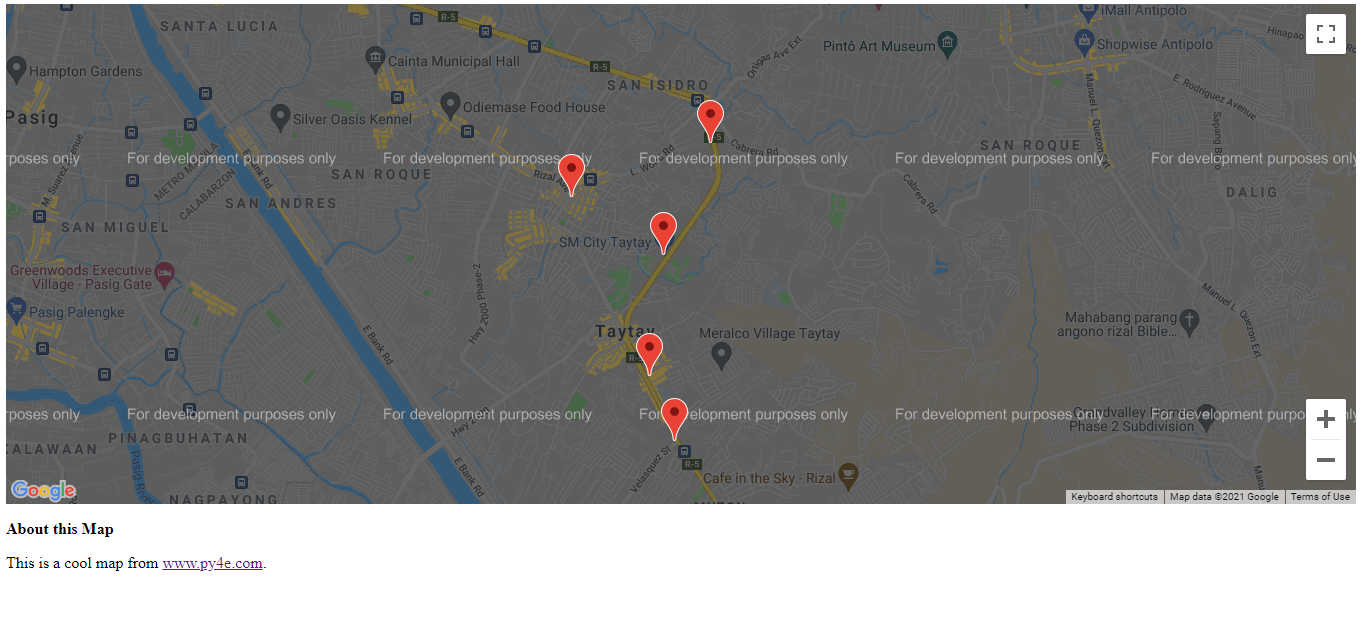 SANTA LUCIA
R-5
iMall Antipolo
Hinapao
Pintô Art Museum
Shopwise Antipolo
Ortigas Ave Ext
Hampton Gardens
Cainta Municipal Hall
R-5
SAN ISIDRO
E. Rodriguez Avenue
Pasig
Odiemase Food House
Silver Oasis Kennel
Manuel L. Quezon Ext
Sapang Buho
SAN ROQUE
Cabrera Rd
L. Wood Rd
rposes only
For development purposes only
For development purposes only
For development purposes only
For development purposes only
For development purposes only
M. Suarez Avenue
METRO MANILA
CALABARZON
E Bank Rd
SAN ROQUE
Rizal Ave
Cabrera Rd
DALIG
SAN ANDRES
SAN MIGUEL
SM City Taytay
Greenwoods Executive
Village - Pasig Gate
Hwy 2000 Phase-2
Manuel L. Quezon Ext
Pasig Palengke
Mahabang parang
angono rizal Bible...
E Bank Rd
Taytay
Meralco Village Taytay
rposes only
For development purposes only
For development purposes only
For development purposes only
For development purposes only
For development purpo
Phase 2 Subdivision
Hwy 2000
PINAGBUHATAN
KALAWAAN
Pasig River
E Bank Rd
Velasquez St
R-5
Cafe in the Sky - Rizal
Manu
NAGPAYONG
Google
Keyboard shortcuts
Map data ©2021 Google
Terms of Use
About this Map
This is a cool map from www.py4e.com.